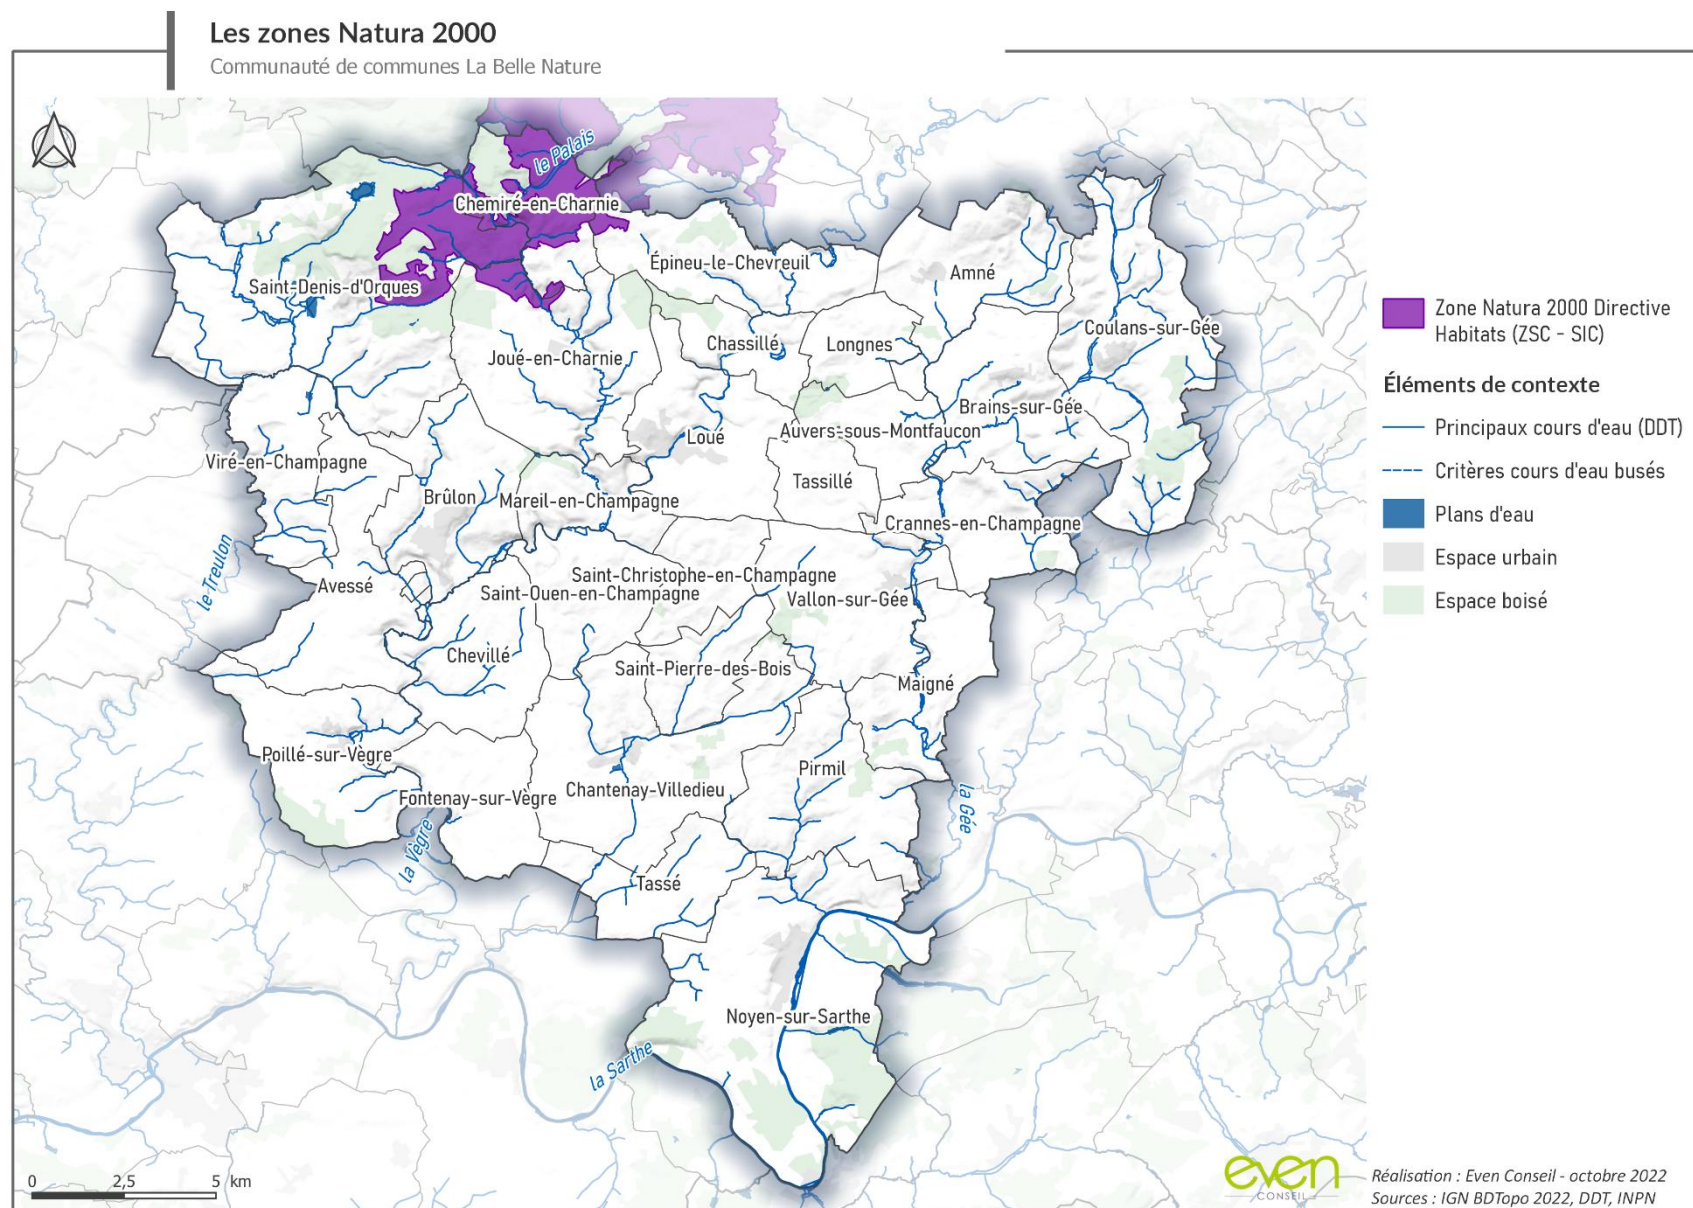 Les zones Natura 2000
Communauté de communes La Belle Nature
le Palais
Chemiré-en-Charnie
Épineu-le-Chevreuil
Amné
Saint-Denis-d'Orques
Coulans-sur-Gée
Chassillé
Longnes
Joué-en-Charnie
Brains-sur-Gée
Loué
Auvers-sous-Montfaucon
Viré-en-Champagne
Tassillé
Brûlon
Mareil-en-Champagne
Crannes-en-Champagne
le Treulon
Avessé
Saint-Christophe-en-Champagne
Saint-Ouen-en-Champagne
Vallon-sur-Gée
Chevillé
Saint-Pierre-des-Bois
Maigné
Poillé-sur-Vègre
Pirmil
Fontenay-sur-Vègre
Chantenay-Villedieu
la Gée
la Vègre
Tassé
Noyen-sur-Sarthe
la Sarthe
0 2,5 5 km
Zone Natura 2000 Directive
Habitats (ZSC - SIC)
Éléments de contexte
Principaux cours d'eau (DDT)
Critères cours d'eau busés
Plans d'eau
Espace urbain
Espace boisé
even
CONSEIL
Réalisation : Even Conseil - octobre 2022
Sources : IGN BDTopo 2022, DDT, INPN